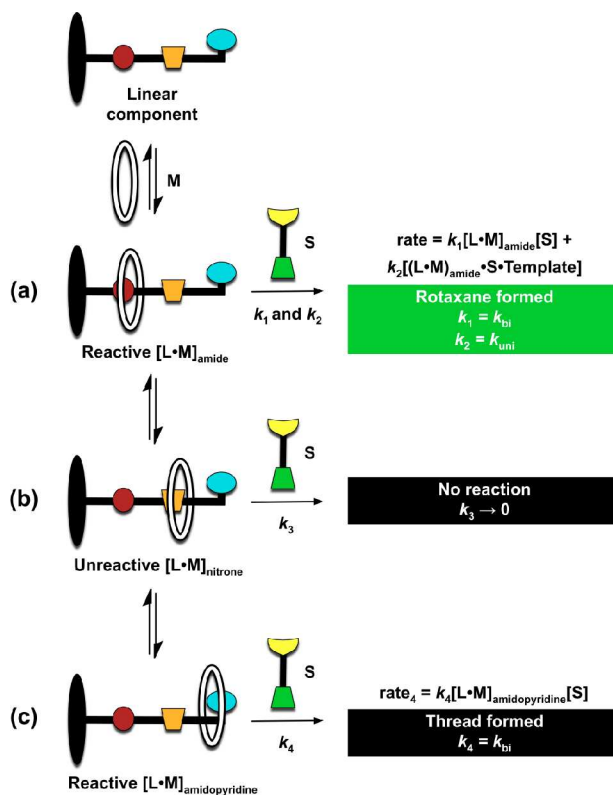 Linear
component
M
S
rate = k₁[L•M]amide[S] +
k₂[(L•M)amide•S•Template]
(a)
Rotaxane formed
k₁ = kbi
k₂ = kuni
k₁ and k₂
Reactive [L•M]amide
S
(b)
No reaction
k₃ → 0
k₃
Unreactive [L•M]nitrone
S
rate₄ = k₄[L•M]amidopyridine[S]
(c)
Thread formed
k₄ = kbi
k₄
Reactive [L•M]amidopyridine